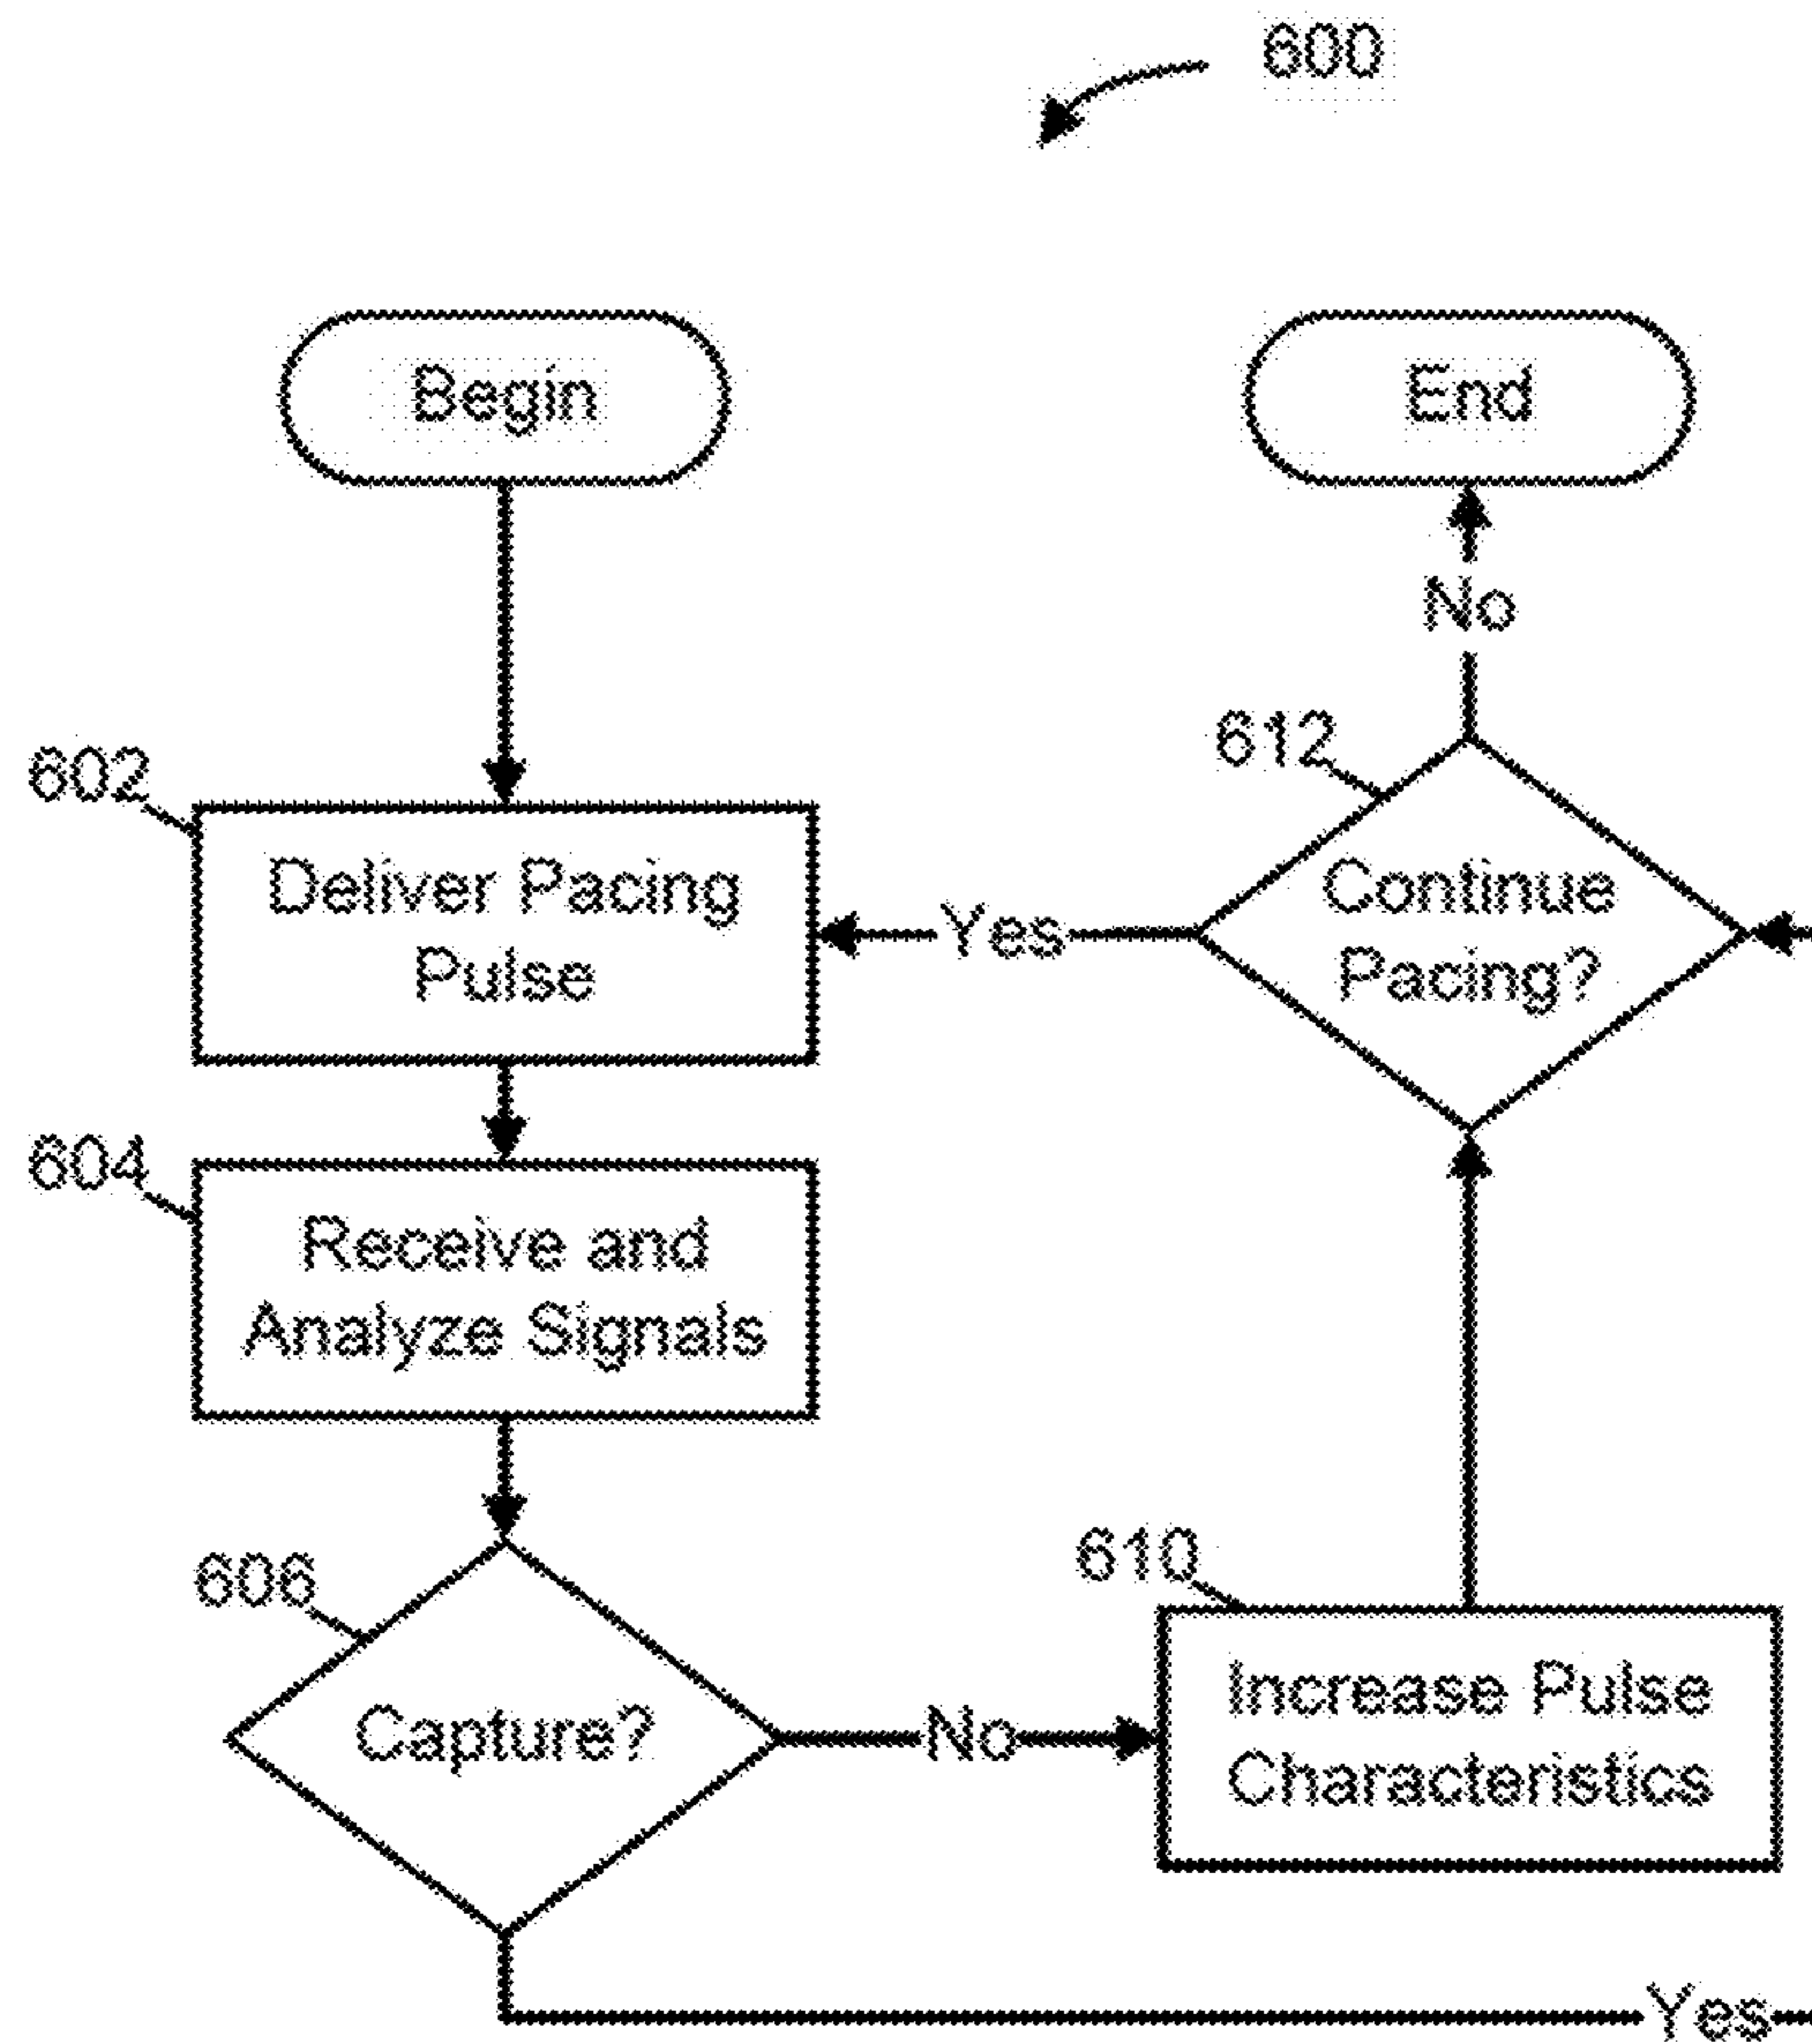 600
Begin
End
No
612
602
Deliver Pacing
Pulse
Yes
Continue
Pacing?
604
Receive and
Analyze Signals
606
610
Capture?
No
Increase Pulse
Characteristics
Yes